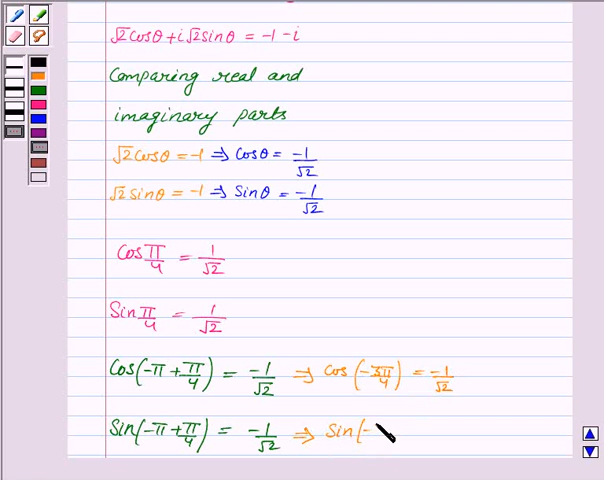 √2cosθ + i√2sinθ = -1 - i
Comparing real and
imaginary parts
√2cosθ = -1 ⇒ cosθ = -1/√2
√2sinθ = -1 ⇒ Sinθ = -1/√2
Cos π/4 = 1/√2
Sin π/4 = 1/√2
Cos(-π + π/4) = -1/√2 ⇒ cos(-3π/4) = -1/√2
Sin(-π + π/4) = -1/√2 ⇒ Sin(-